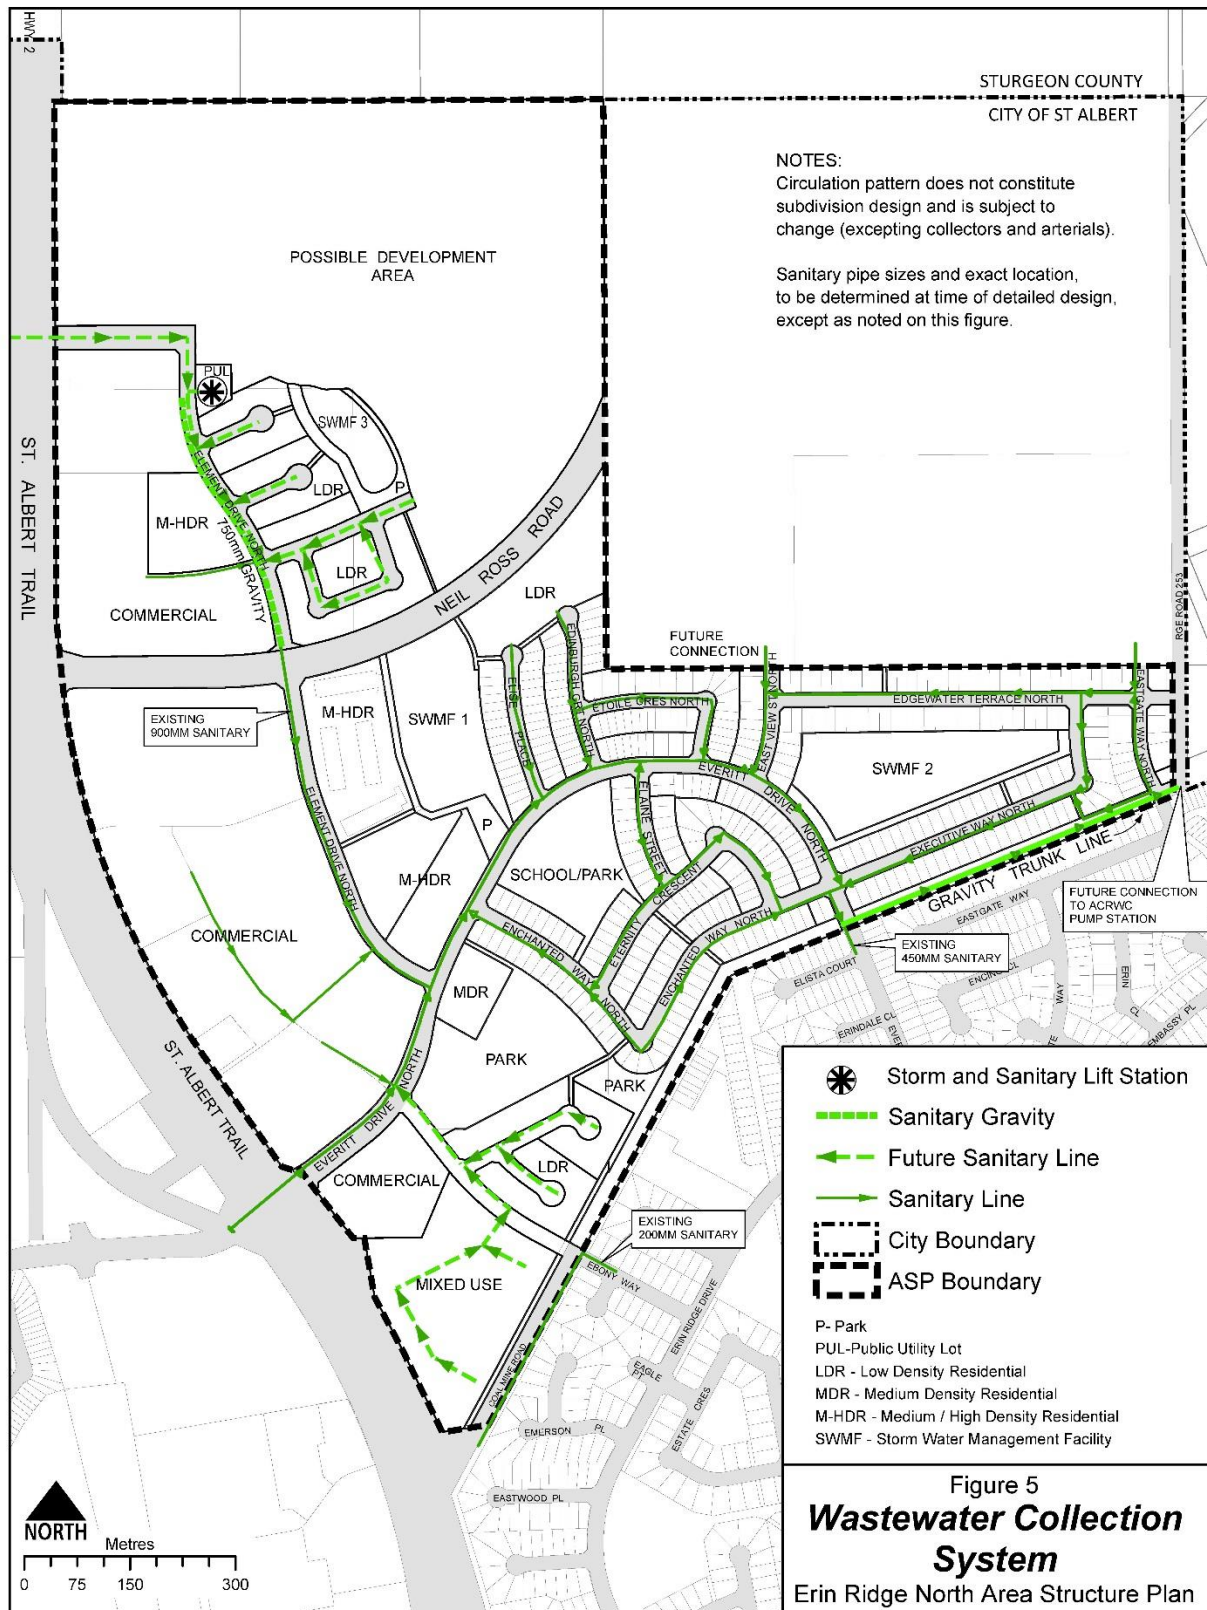 HWY 2
STURGEON COUNTY
CITY OF ST ALBERT
NOTES:
Circulation pattern does not constitute
subdivision design and is subject to
change (excepting collectors and arterials).
Sanitary pipe sizes and exact location,
to be determined at time of detailed design,
except as noted on this figure.
POSSIBLE DEVELOPMENT
AREA
PUL
SWMF 3
ST. ALBERT TRAIL
ELEMENT DRIVE NORTH
LDR
P
M-HDR
750mm GRAVITY
LDR
NEIL ROSS ROAD
COMMERCIAL
LDR
RGE ROAD 253
FUTURE
CONNECTION
EXISTING
900MM SANITARY
M-HDR
SWMF 1
ELISE PLACE
EDINBURGH CRT NORTH
ETOILE CRES NORTH
EAST VIEW ST NORTH
EDGEWATER TERRACE NORTH
EASTGATE WAY NORTH
EVERITT DRIVE NORTH
SWMF 2
ELEMENT DRIVE NORTH
P
ELAINE STREET
EXECUTIVE WAY NORTH
GRAVITY TRUNK LINE
M-HDR
SCHOOL/PARK
ETERNITY CRESCENT
ENCHANTED WAY NORTH
ENCHANTED WAY NORTH
FUTURE CONNECTION
TO ACRWC
PUMP STATION
EASTGATE WAY
COMMERCIAL
EXISTING
450MM SANITARY
ELISTA COURT
ENCINO CL
ERIN CL
EMBASSY PL
WAY
ERINDALE CL
MDR
PARK
PARK
ST. ALBERT TRAIL
EVERITT DRIVE NORTH
COMMERCIAL
LDR
EXISTING
200MM SANITARY
EBONY WAY
MIXED USE
ERIN RIDGE DRIVE
COAL MINE ROAD
EAGLE PT
ESTATE CRES
EMERSON PL
EASTWOOD PL
Storm and Sanitary Lift Station
Sanitary Gravity
Future Sanitary Line
Sanitary Line
City Boundary
ASP Boundary
P- Park
PUL-Public Utility Lot
LDR - Low Density Residential
MDR - Medium Density Residential
M-HDR - Medium / High Density Residential
SWMF - Storm Water Management Facility
NORTH
Metres
0 75 150 300
Figure 5
Wastewater Collection
System
Erin Ridge North Area Structure Plan